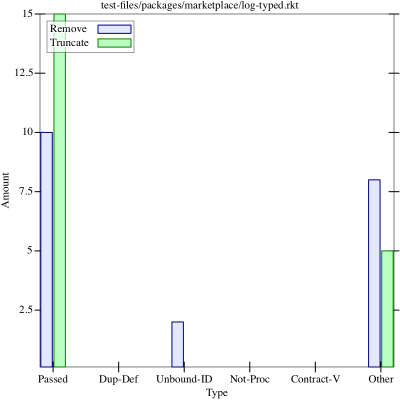 test-files/packages/marketplace/log-typed.rkt
Remove
Truncate
15
12.5
10
7.5
5
2.5
Amount
Passed Dup-Def Unbound-ID Not-Proc Contract-V Other
Type